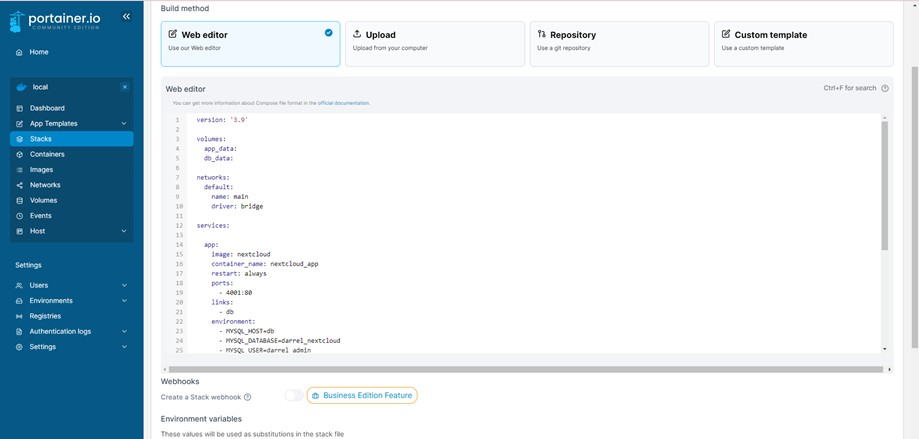 portainer.io
COMMUNITY EDITION
Home
local
Dashboard
App Templates
Stacks
Containers
Images
Networks
Volumes
Events
Host
Settings
Users
Environments
Registries
Authentication logs
Settings
Build method
Web editor
Use our Web editor
Upload
Upload from your computer
Repository
Use a git repository
Custom template
Use a custom template
Web editor
Ctrl+F for search
You can get more information about Compose file format in the official documentation.
1 version: '3.9'
2
3 volumes:
4 app_data:
5 db_data:
6
7 networks:
8 default:
9 name: main
10 driver: bridge
11
12 services:
13
14 app:
15 image: nextcloud
16 container_name: nextcloud_app
17 restart: always
18 ports:
19 - 4001:80
20 links:
21 - db
22 environment:
23 - MYSQL_HOST=db
24 - MYSQL_DATABASE=darrel_nextcloud
25 - MYSQL_USER=darrel_admin
Webhooks
Create a Stack webhook
Business Edition Feature
Environment variables
These values will be used as substitutions in the stack file